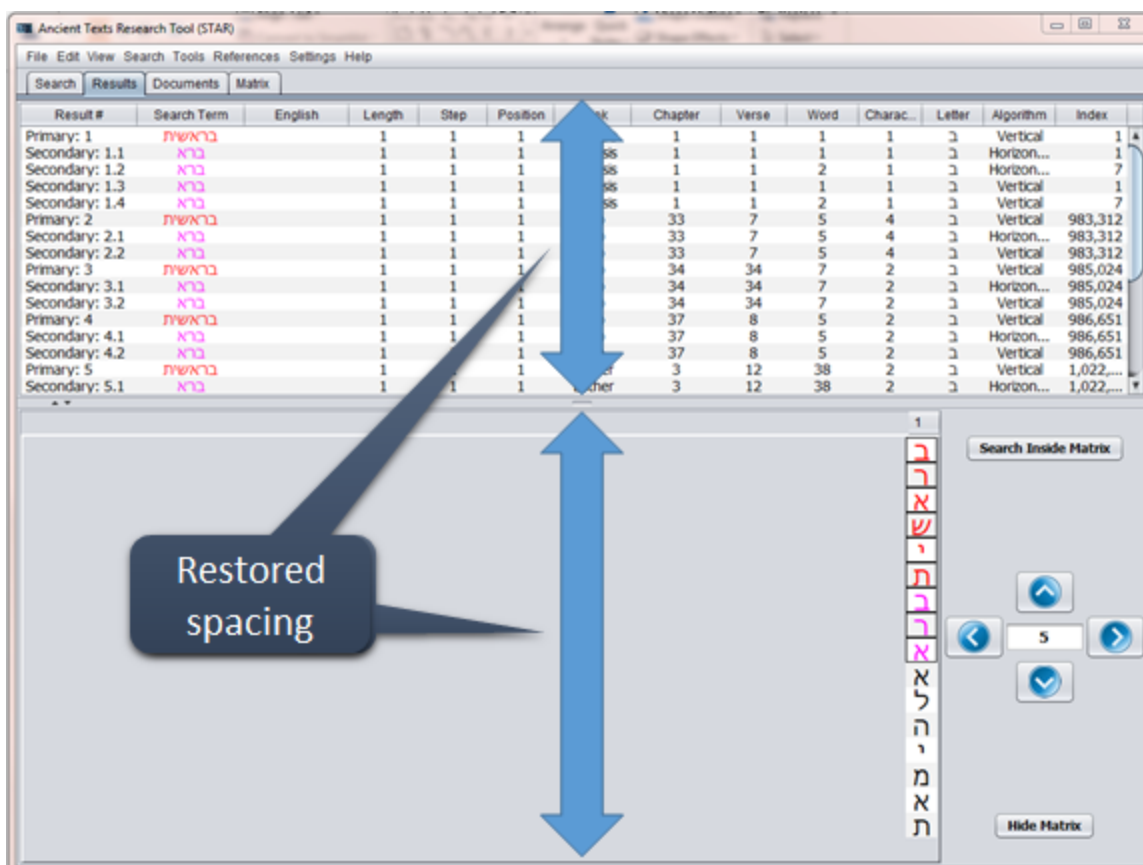 Ancient Texts Research Tool (STAR)
File Edit View Search Tools References Settings Help
Search Results Documents Matrix
Result # Search Term English Length Step Position Chapter Verse Word Charac... Letter Algorithm Index
Primary: 1 בראשית 1 1 1 1 1 1 1 ב Vertical 1
Secondary: 1.1 ברא 1 1 1 1 1 1 1 ב Horizon... 1
Secondary: 1.2 ברא 1 1 1 1 1 2 1 ב Horizon... 7
Secondary: 1.3 ברא 1 1 1 1 1 1 1 ב Vertical 1
Secondary: 1.4 ברא 1 1 1 1 1 2 1 ב Vertical 7
Primary: 2 בראשית 1 1 1 33 7 5 4 ב Vertical 983,312
Secondary: 2.1 ברא 1 1 1 33 7 5 4 ב Horizon... 983,312
Secondary: 2.2 ברא 1 1 1 33 7 5 4 ב Vertical 983,312
Primary: 3 בראשית 1 1 1 34 34 7 2 ב Vertical 985,024
Secondary: 3.1 ברא 1 1 1 34 34 7 2 ב Horizon... 985,024
Secondary: 3.2 ברא 1 1 1 34 34 7 2 ב Vertical 985,024
Primary: 4 בראשית 1 1 1 37 8 5 2 ב Vertical 986,651
Secondary: 4.1 ברא 1 1 1 37 8 5 2 ב Horizon... 986,651
Secondary: 4.2 ברא 1 1 1 37 8 5 2 ב Vertical 986,651
Primary: 5 בראשית 1 1 1 3 12 38 2 ב Vertical 1,022,...
Secondary: 5.1 ברא 1 1 1 3 12 38 2 ב Horizon... 1,022,...
1
ב
ר
א
ש
י
ת
ב
ר
א
א
ל
ה
י
מ
א
ת
Search Inside Matrix
5
Hide Matrix
Restored
spacing